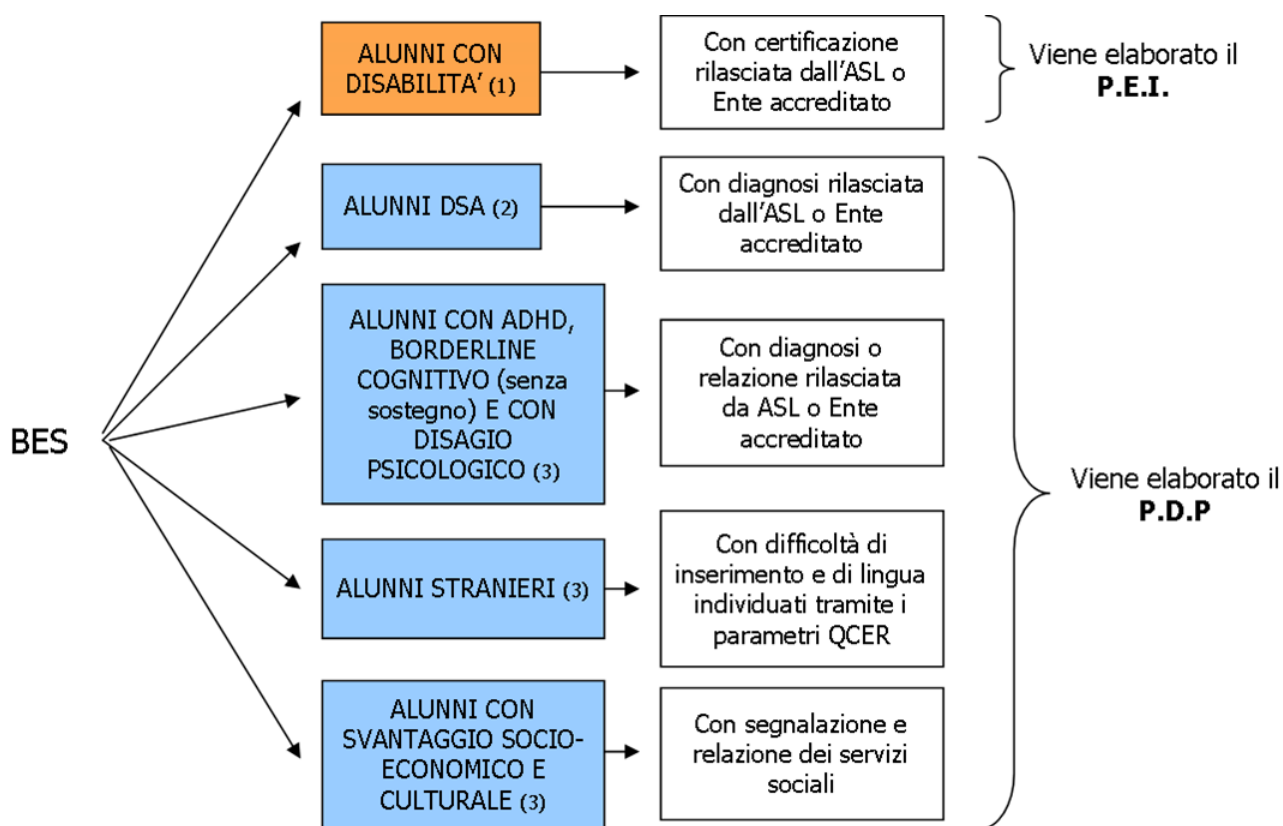 BES
ALUNNI CON
DISABILITA’ (1)
Con certificazione
rilasciata dall’ASL o
Ente accreditato
Viene elaborato il
P.E.I.
ALUNNI DSA (2)
Con diagnosi rilasciata
dall’ASL o Ente
accreditato
ALUNNI CON ADHD,
BORDERLINE
COGNITIVO (senza
sostegno) E CON
DISAGIO
PSICOLOGICO (3)
Con diagnosi o
relazione rilasciata
da ASL o Ente
accreditato
ALUNNI STRANIERI (3)
Con difficoltà di
inserimento e di lingua
individuati tramite i
parametri QCER
ALUNNI CON
SVANTAGGIO SOCIO-
ECONOMICO E
CULTURALE (3)
Con segnalazione e
relazione dei servizi
sociali
Viene elaborato il
P.D.P